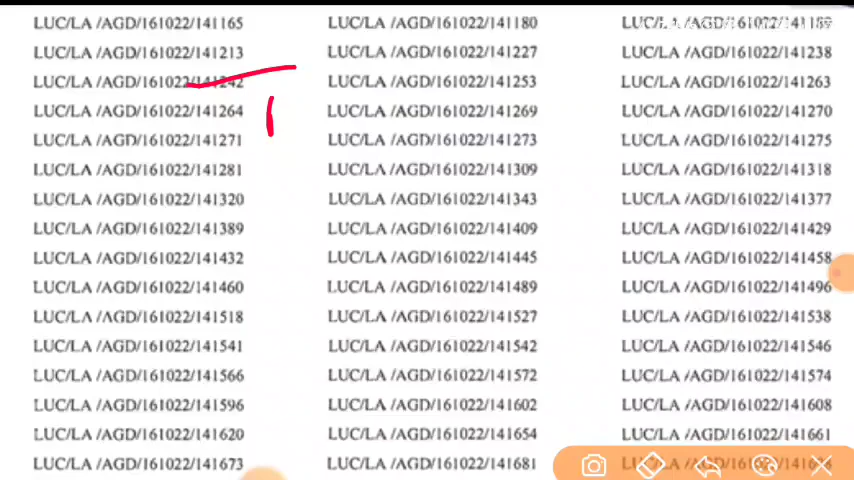 LUC/LA /AGD/161022/141165 LUC/LA /AGD/161022/141180 LUC/LA /AGD/161022/
LUC/LA /AGD/161022/141213 LUC/LA /AGD/161022/141227 LUC/LA /AGD/161022/141238
LUC/LA /AGD/161022/141242 LUC/LA /AGD/161022/141253 LUC/LA /AGD/161022/141263
LUC/LA /AGD/161022/141264 LUC/LA /AGD/161022/141269 LUC/LA /AGD/161022/141270
LUC/LA /AGD/161022/141271 LUC/LA /AGD/161022/141273 LUC/LA /AGD/161022/141275
LUC/LA /AGD/161022/141281 LUC/LA /AGD/161022/141309 LUC/LA /AGD/161022/141318
LUC/LA /AGD/161022/141320 LUC/LA /AGD/161022/141343 LUC/LA /AGD/161022/141377
LUC/LA /AGD/161022/141389 LUC/LA /AGD/161022/141409 LUC/LA /AGD/161022/141429
LUC/LA /AGD/161022/141432 LUC/LA /AGD/161022/141445 LUC/LA /AGD/161022/141458
LUC/LA /AGD/161022/141460 LUC/LA /AGD/161022/141489 LUC/LA /AGD/161022/141496
LUC/LA /AGD/161022/141518 LUC/LA /AGD/161022/141527 LUC/LA /AGD/161022/141538
LUC/LA /AGD/161022/141541 LUC/LA /AGD/161022/141542 LUC/LA /AGD/161022/141546
LUC/LA /AGD/161022/141566 LUC/LA /AGD/161022/141572 LUC/LA /AGD/161022/141574
LUC/LA /AGD/161022/141596 LUC/LA /AGD/161022/141602 LUC/LA /AGD/161022/141608
LUC/LA /AGD/161022/141620 LUC/LA /AGD/161022/141654 LUC/LA /AGD/161022/141661
LUC/LA /AGD/161022/141673 LUC/LA /AGD/161022/141681